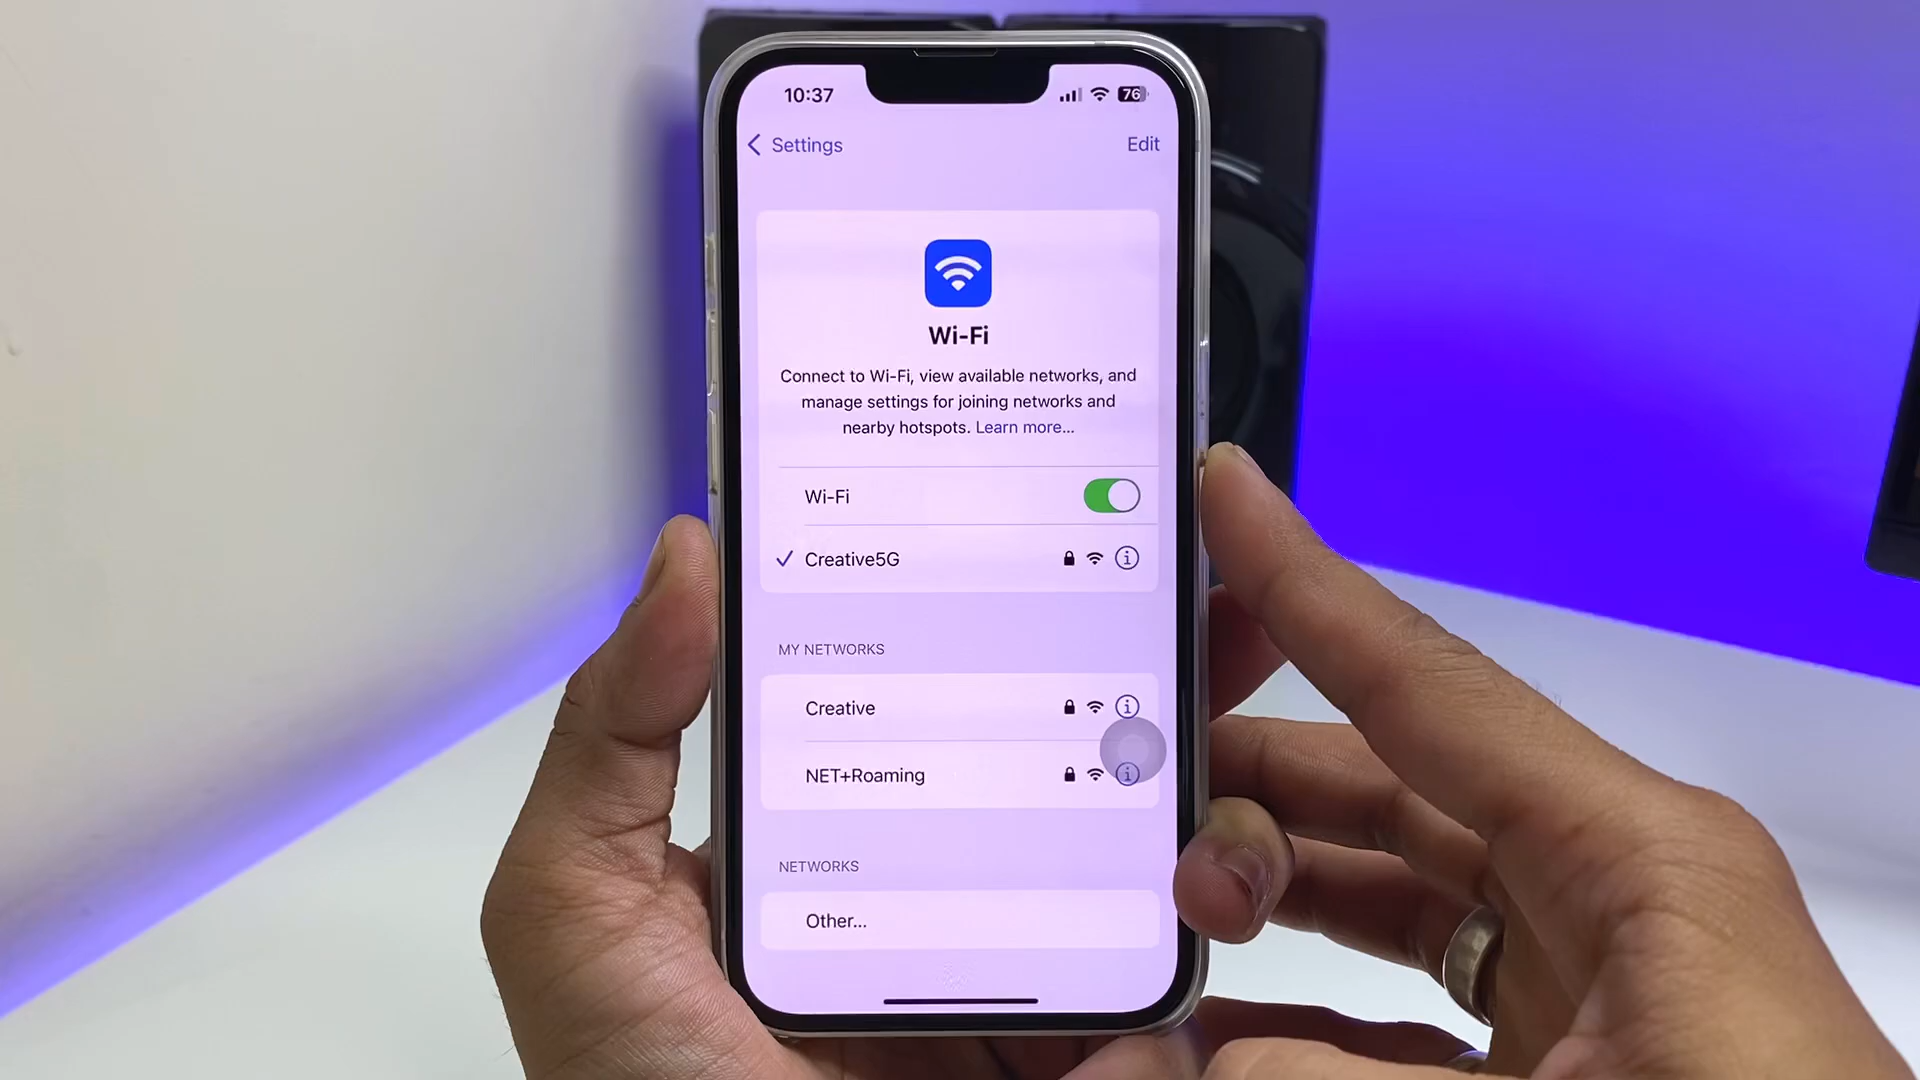 10:37
76
Settings
Edit
Wi-Fi
Connect to Wi-Fi, view available networks, and
manage settings for joining networks and
nearby hotspots. Learn more...
Wi-Fi
Creative5G
MY NETWORKS
Creative
NET+Roaming
NETWORKS
Other...